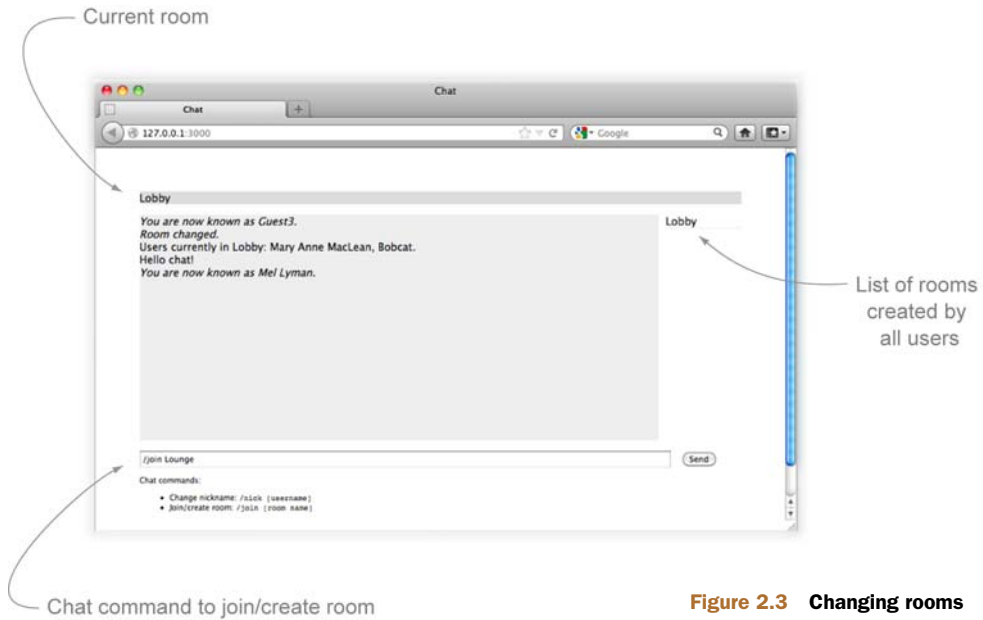 Current room
Chat
Chat
+
127.0.0.1:3000
Google
Lobby
You are now known as Guest3.
Room changed.
Users currently in Lobby: Mary Anne MacLean, Bobcat.
Hello chat!
You are now known as Mel Lyman.
Lobby
List of rooms
created by
all users
/join Lounge
Send
Chat commands:
• Change nickname: /nick [username]
• Join/create room: /join [room name]
Chat command to join/create room
Figure 2.3 Changing rooms